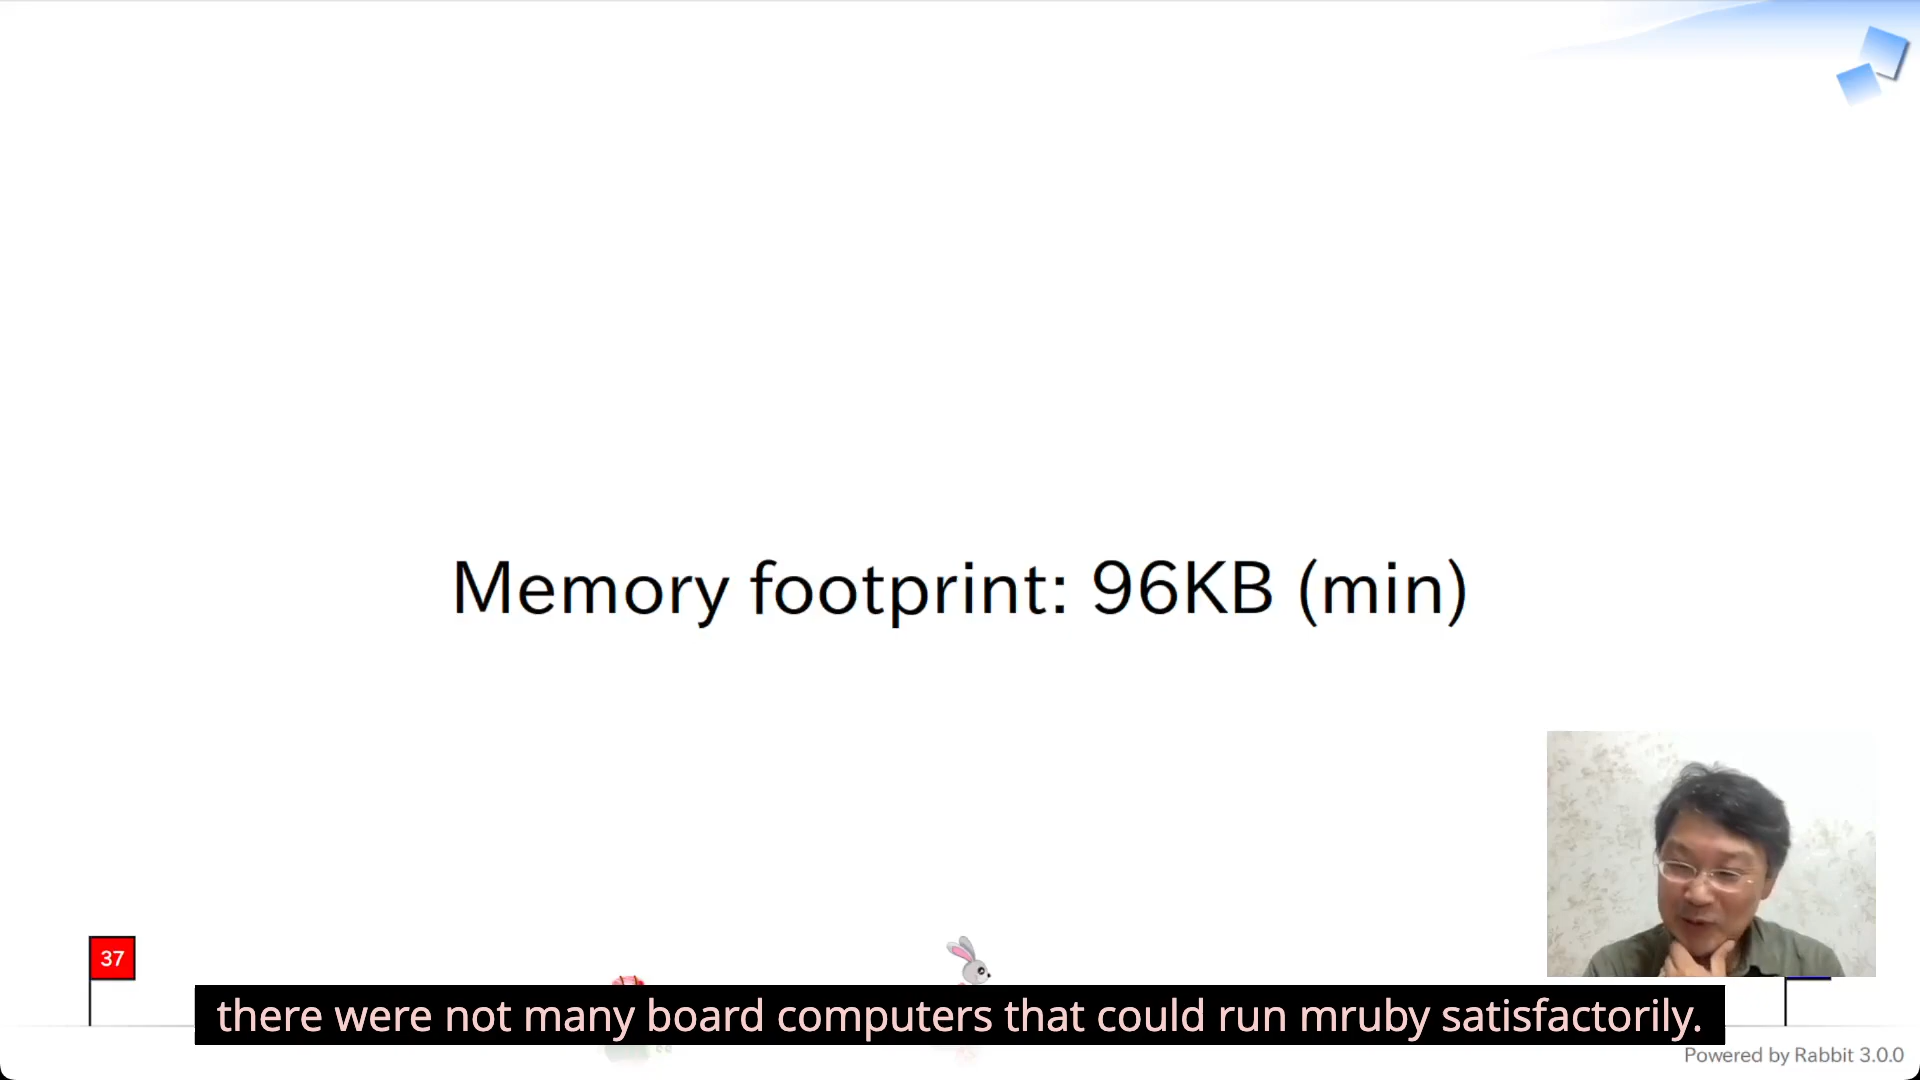 Memory footprint: 96KB (min)
37
there were not many board computers that could run mruby satisfactorily.
Powered by Rabbit 3.0.0